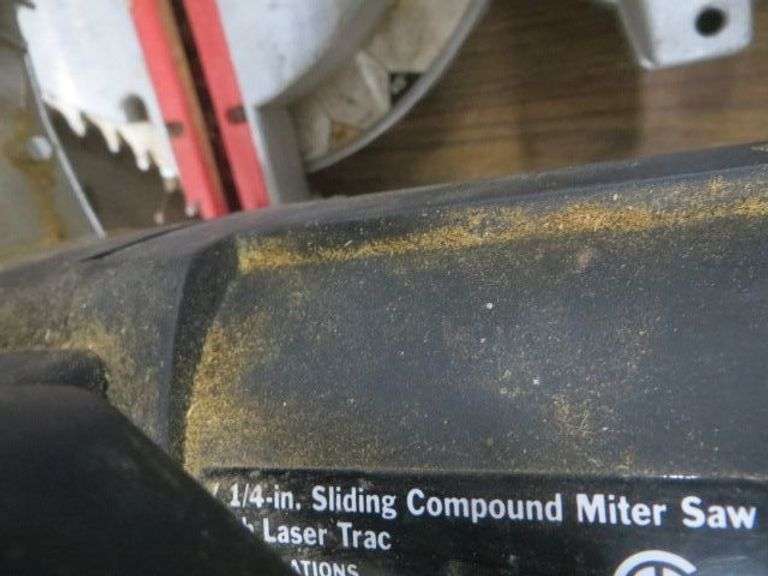 1/4-in. Sliding Compound Miter Saw
Laser Trac